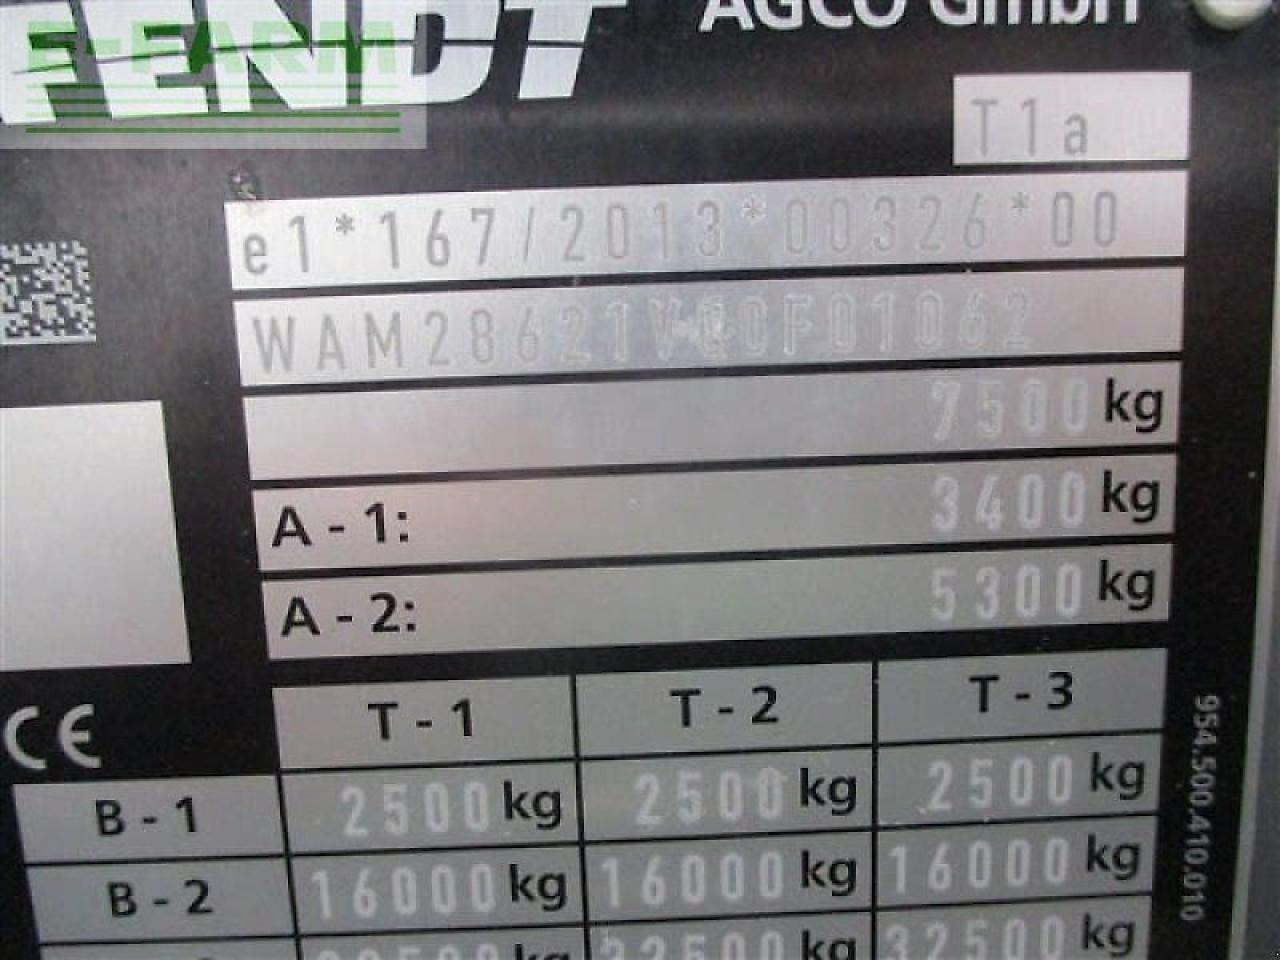 FENDT AGCO GmbH
E-FARM
T1a
e1*167/2013*00326*00
WAM28621V00F01062
7500 kg
A - 1: 3400 kg
A - 2: 5300 kg
CE T - 1 T - 2 T - 3
B - 1 2500 kg 2500 kg 2500 kg
B - 2 16000 kg 16000 kg 16000 kg
32500 kg 32500 kg
954.500.410.010